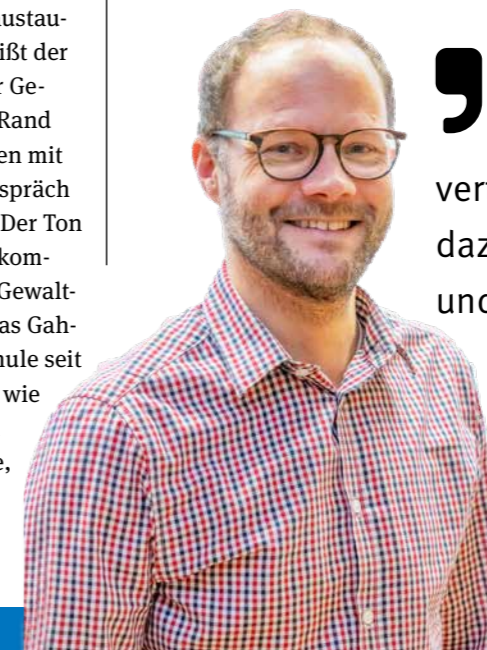 ustau-
ißt der
r Ge-
Rand
en mit
spräch
Der Ton
kom-
Gewalt-
as Gah-
hule seit
wie
e,
’
ver
daz
und